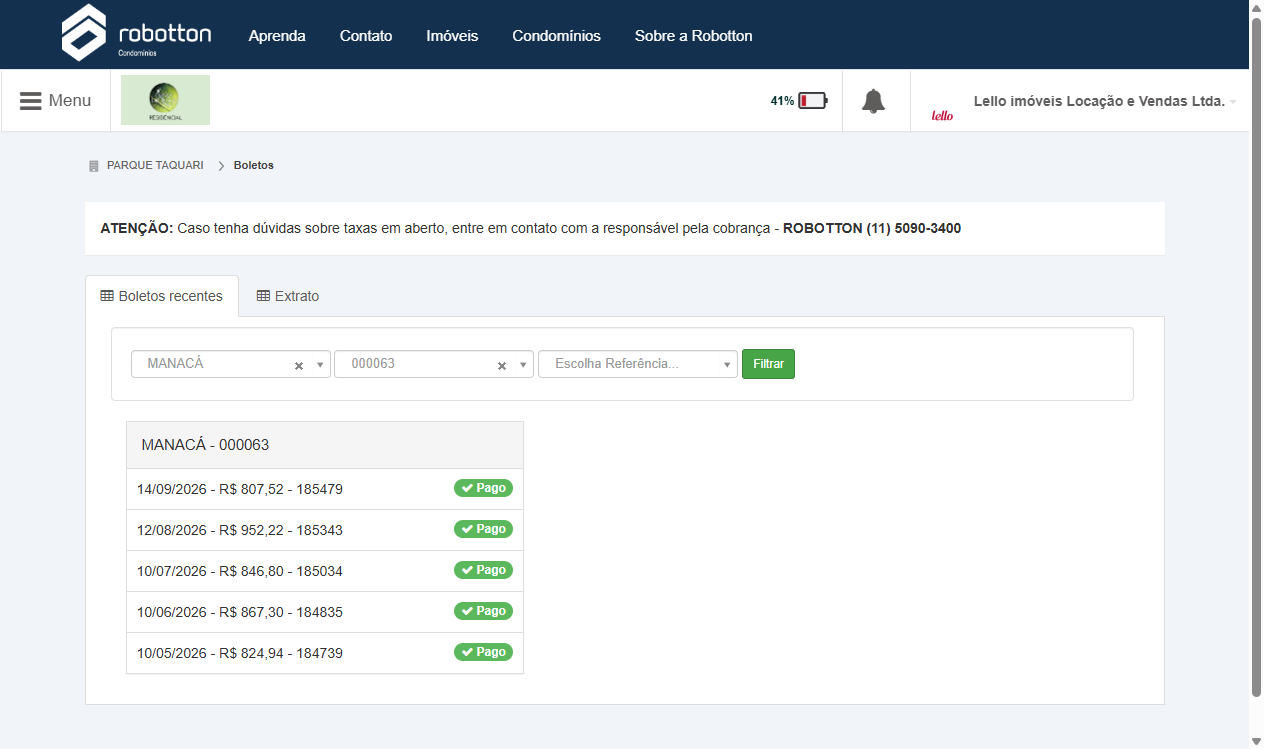 robotton
Condomínios
Aprenda Contato Imóveis Condomínios Sobre a Robotton
Menu
RESIDENCIAL
41%
lello
Lello imóveis Locação e Vendas Ltda.
PARQUE TAQUARI > Boletos
ATENÇÃO: Caso tenha dúvidas sobre taxas em aberto, entre em contato com a responsável pela cobrança - ROBOTTON (11) 5090-3400
Boletos recentes Extrato
MANACÁ × 000063 × Escolha Referência... Filtrar
MANACÁ - 000063
14/09/2026 - R$ 807,52 - 185479 Pago
12/08/2026 - R$ 952,22 - 185343 Pago
10/07/2026 - R$ 846,80 - 185034 Pago
10/06/2026 - R$ 867,30 - 184835 Pago
10/05/2026 - R$ 824,94 - 184739 Pago